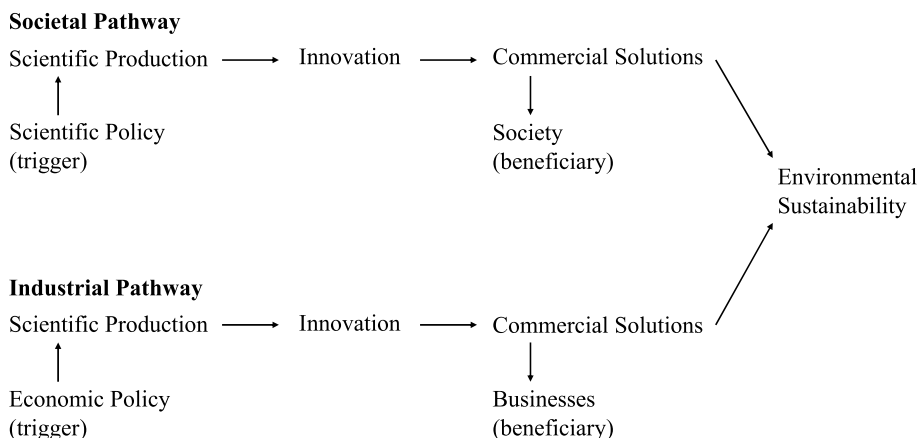 Societal Pathway
Scientific Production
Innovation
Commercial Solutions
Scientific Policy
(trigger)
Society
(beneficiary)
Environmental
Sustainability
Industrial Pathway
Scientific Production
Innovation
Commercial Solutions
Economic Policy
(trigger)
Businesses
(beneficiary)